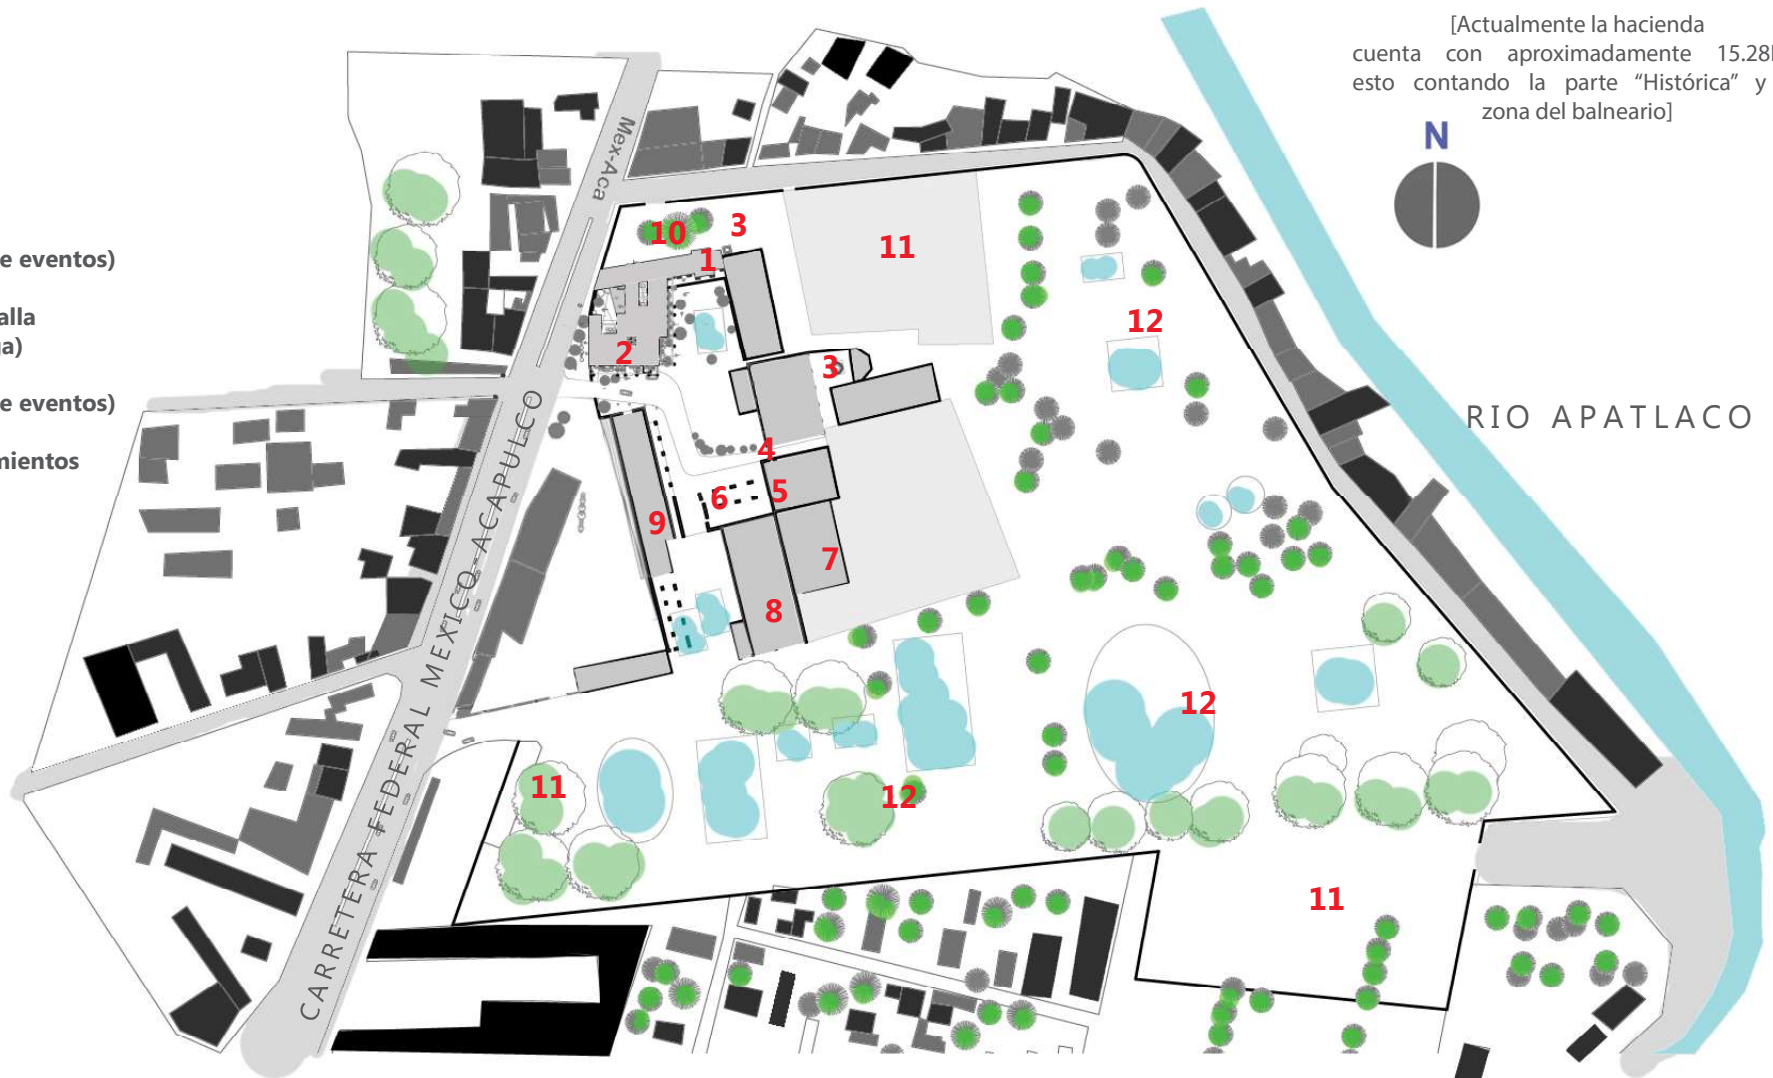 [Actualmente la hacienda
cuenta con aproximadamente 15.28
esto contando la parte “Histórica” y
zona del balneario]
N
e eventos)
alla
ga)
e eventos)
mientos
Mex-Aca
CARRETERA FEDERAL MEXICO-ACAPULCO
RIO APATLACO
10
3
1
11
2
3
12
4
5
6
9
7
8
12
11
12
11